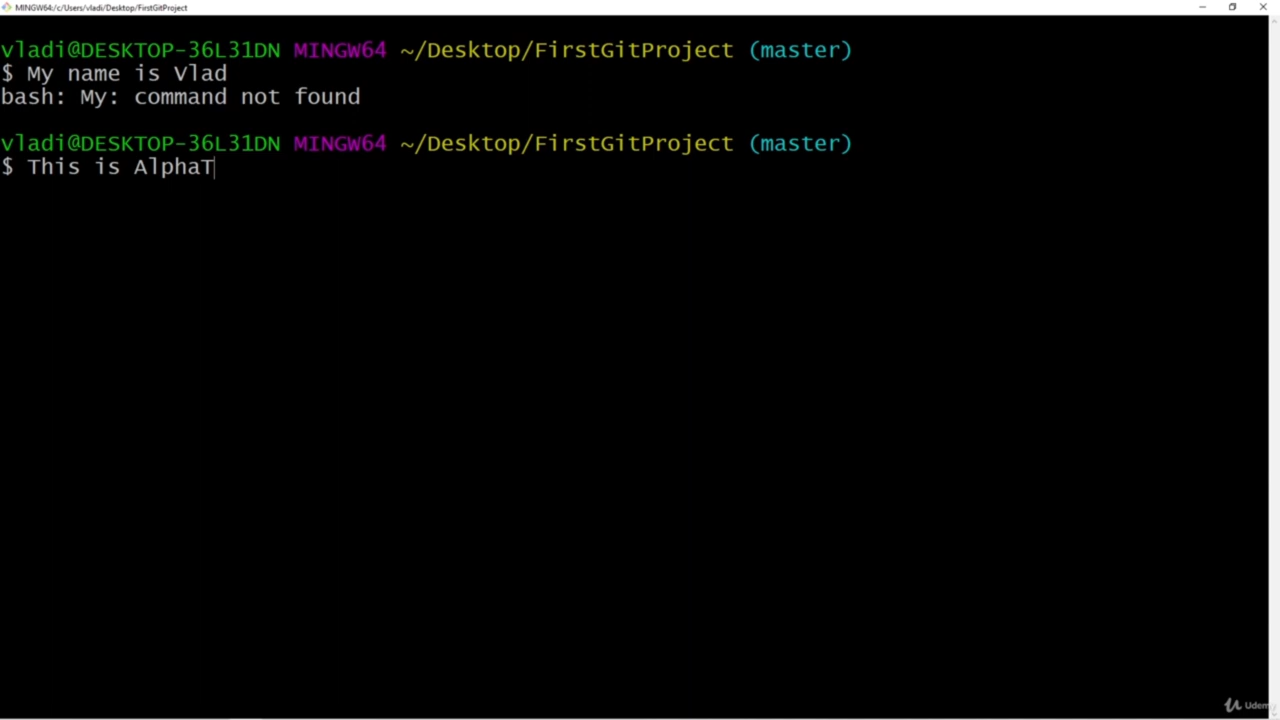 MINGW64:/c/Users/vladi/Desktop/FirstGitProject
vladi@DESKTOP-36L31DN MINGW64 ~/Desktop/FirstGitProject (master)
$ My name is Vlad
bash: My: command not found
vladi@DESKTOP-36L31DN MINGW64 ~/Desktop/FirstGitProject (master)
$ This is AlphaT
Udemy